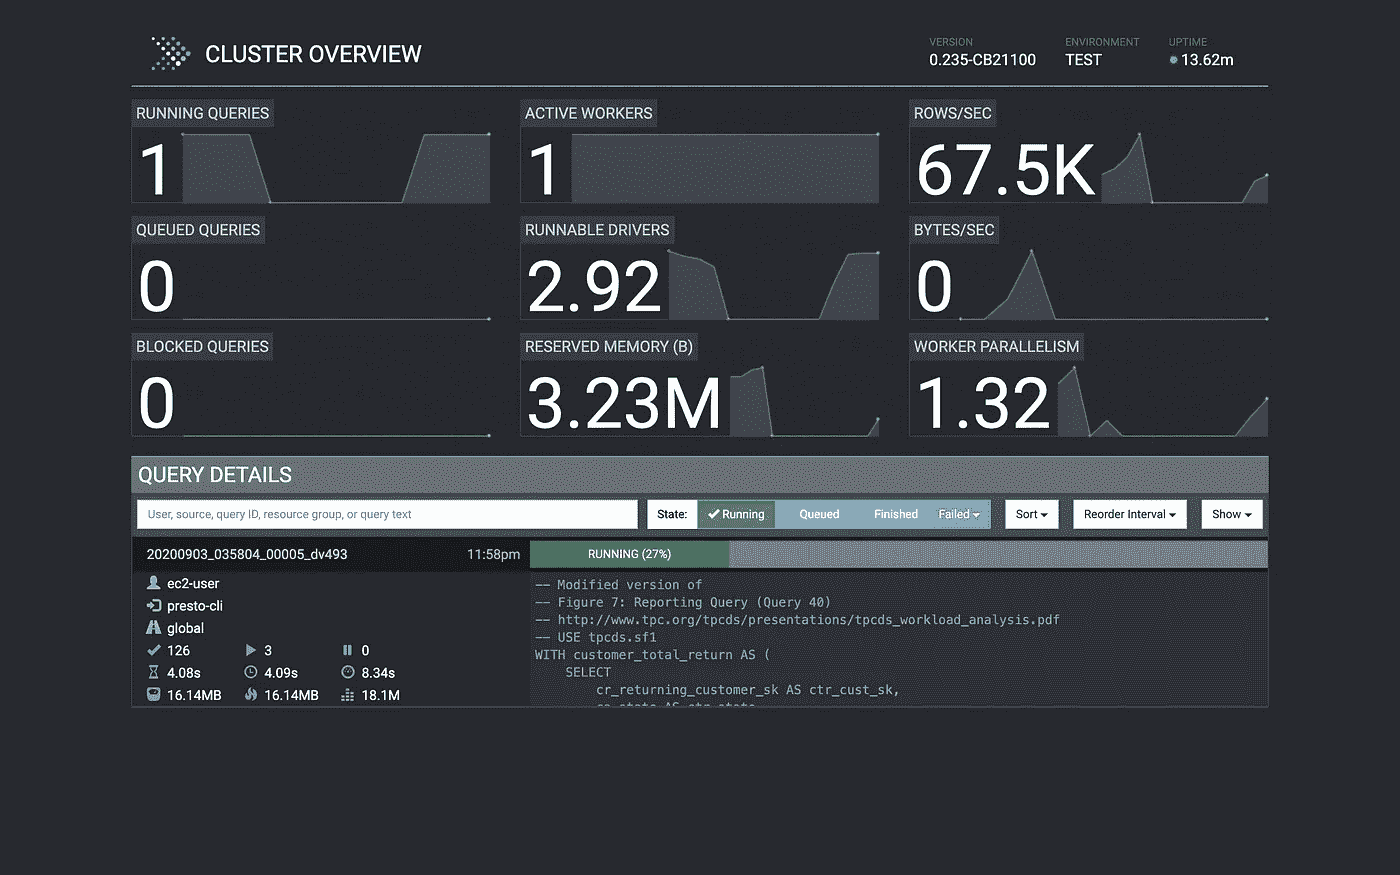 CLUSTER OVERVIEW
VERSION ENVIRONMENT UPTIME
0.235-CB21100 TEST 13.62m
RUNNING QUERIES ACTIVE WORKERS ROWS/SEC
1 1 67.5K
QUEUED QUERIES RUNNABLE DRIVERS BYTES/SEC
0 2.92 0
BLOCKED QUERIES RESERVED MEMORY (B) WORKER PARALLELISM
0 3.23M 1.32
QUERY DETAILS
User, source, query ID, resource group, or query text State: Running Queued Finished Failed Sort Reorder Interval Show
20200903_035804_00005_dv493 11:58pm RUNNING (27%)
ec2-user
presto-cli
global
126 3 0
4.08s 4.09s 8.34s
16.14MB 16.14MB 18.1M
-- Modified version of
-- Figure 7: Reporting Query (Query 40)
-- http://www.tpc.org/tpcds/presentations/tpcds_workload_analysis.pdf
-- USE tpcds.sf1
WITH customer_total_return AS (
SELECT
cr_returning_customer_sk AS ctr_cust_sk,